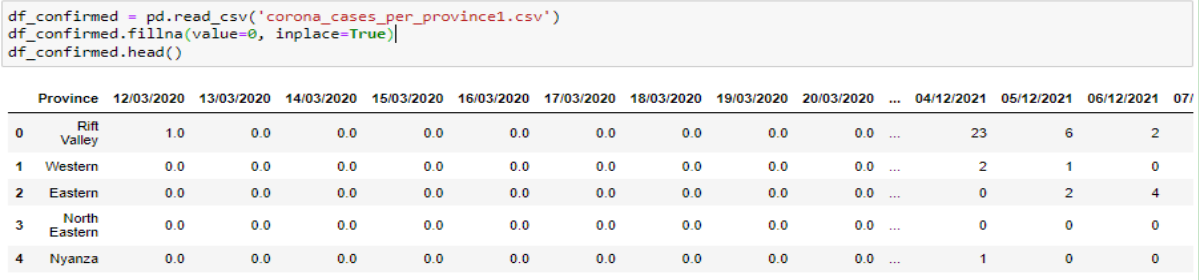 df_confirmed = pd.read_csv('corona_cases_per_province1.csv')
df_confirmed.fillna(value=0, inplace=True)
df_confirmed.head()
Province 12/03/2020 13/03/2020 14/03/2020 15/03/2020 16/03/2020 17/03/2020 18/03/2020 19/03/2020 20/03/2020 ... 04/12/2021 05/12/2021 06/12/2021 07/
0 Rift Valley 1.0 0.0 0.0 0.0 0.0 0.0 0.0 0.0 0.0 ... 23 6 2
1 Western 0.0 0.0 0.0 0.0 0.0 0.0 0.0 0.0 0.0 ... 2 1 0
2 Eastern 0.0 0.0 0.0 0.0 0.0 0.0 0.0 0.0 0.0 ... 0 2 4
3 North Eastern 0.0 0.0 0.0 0.0 0.0 0.0 0.0 0.0 0.0 ... 0 0 0
4 Nyanza 0.0 0.0 0.0 0.0 0.0 0.0 0.0 0.0 0.0 ... 1 0 0